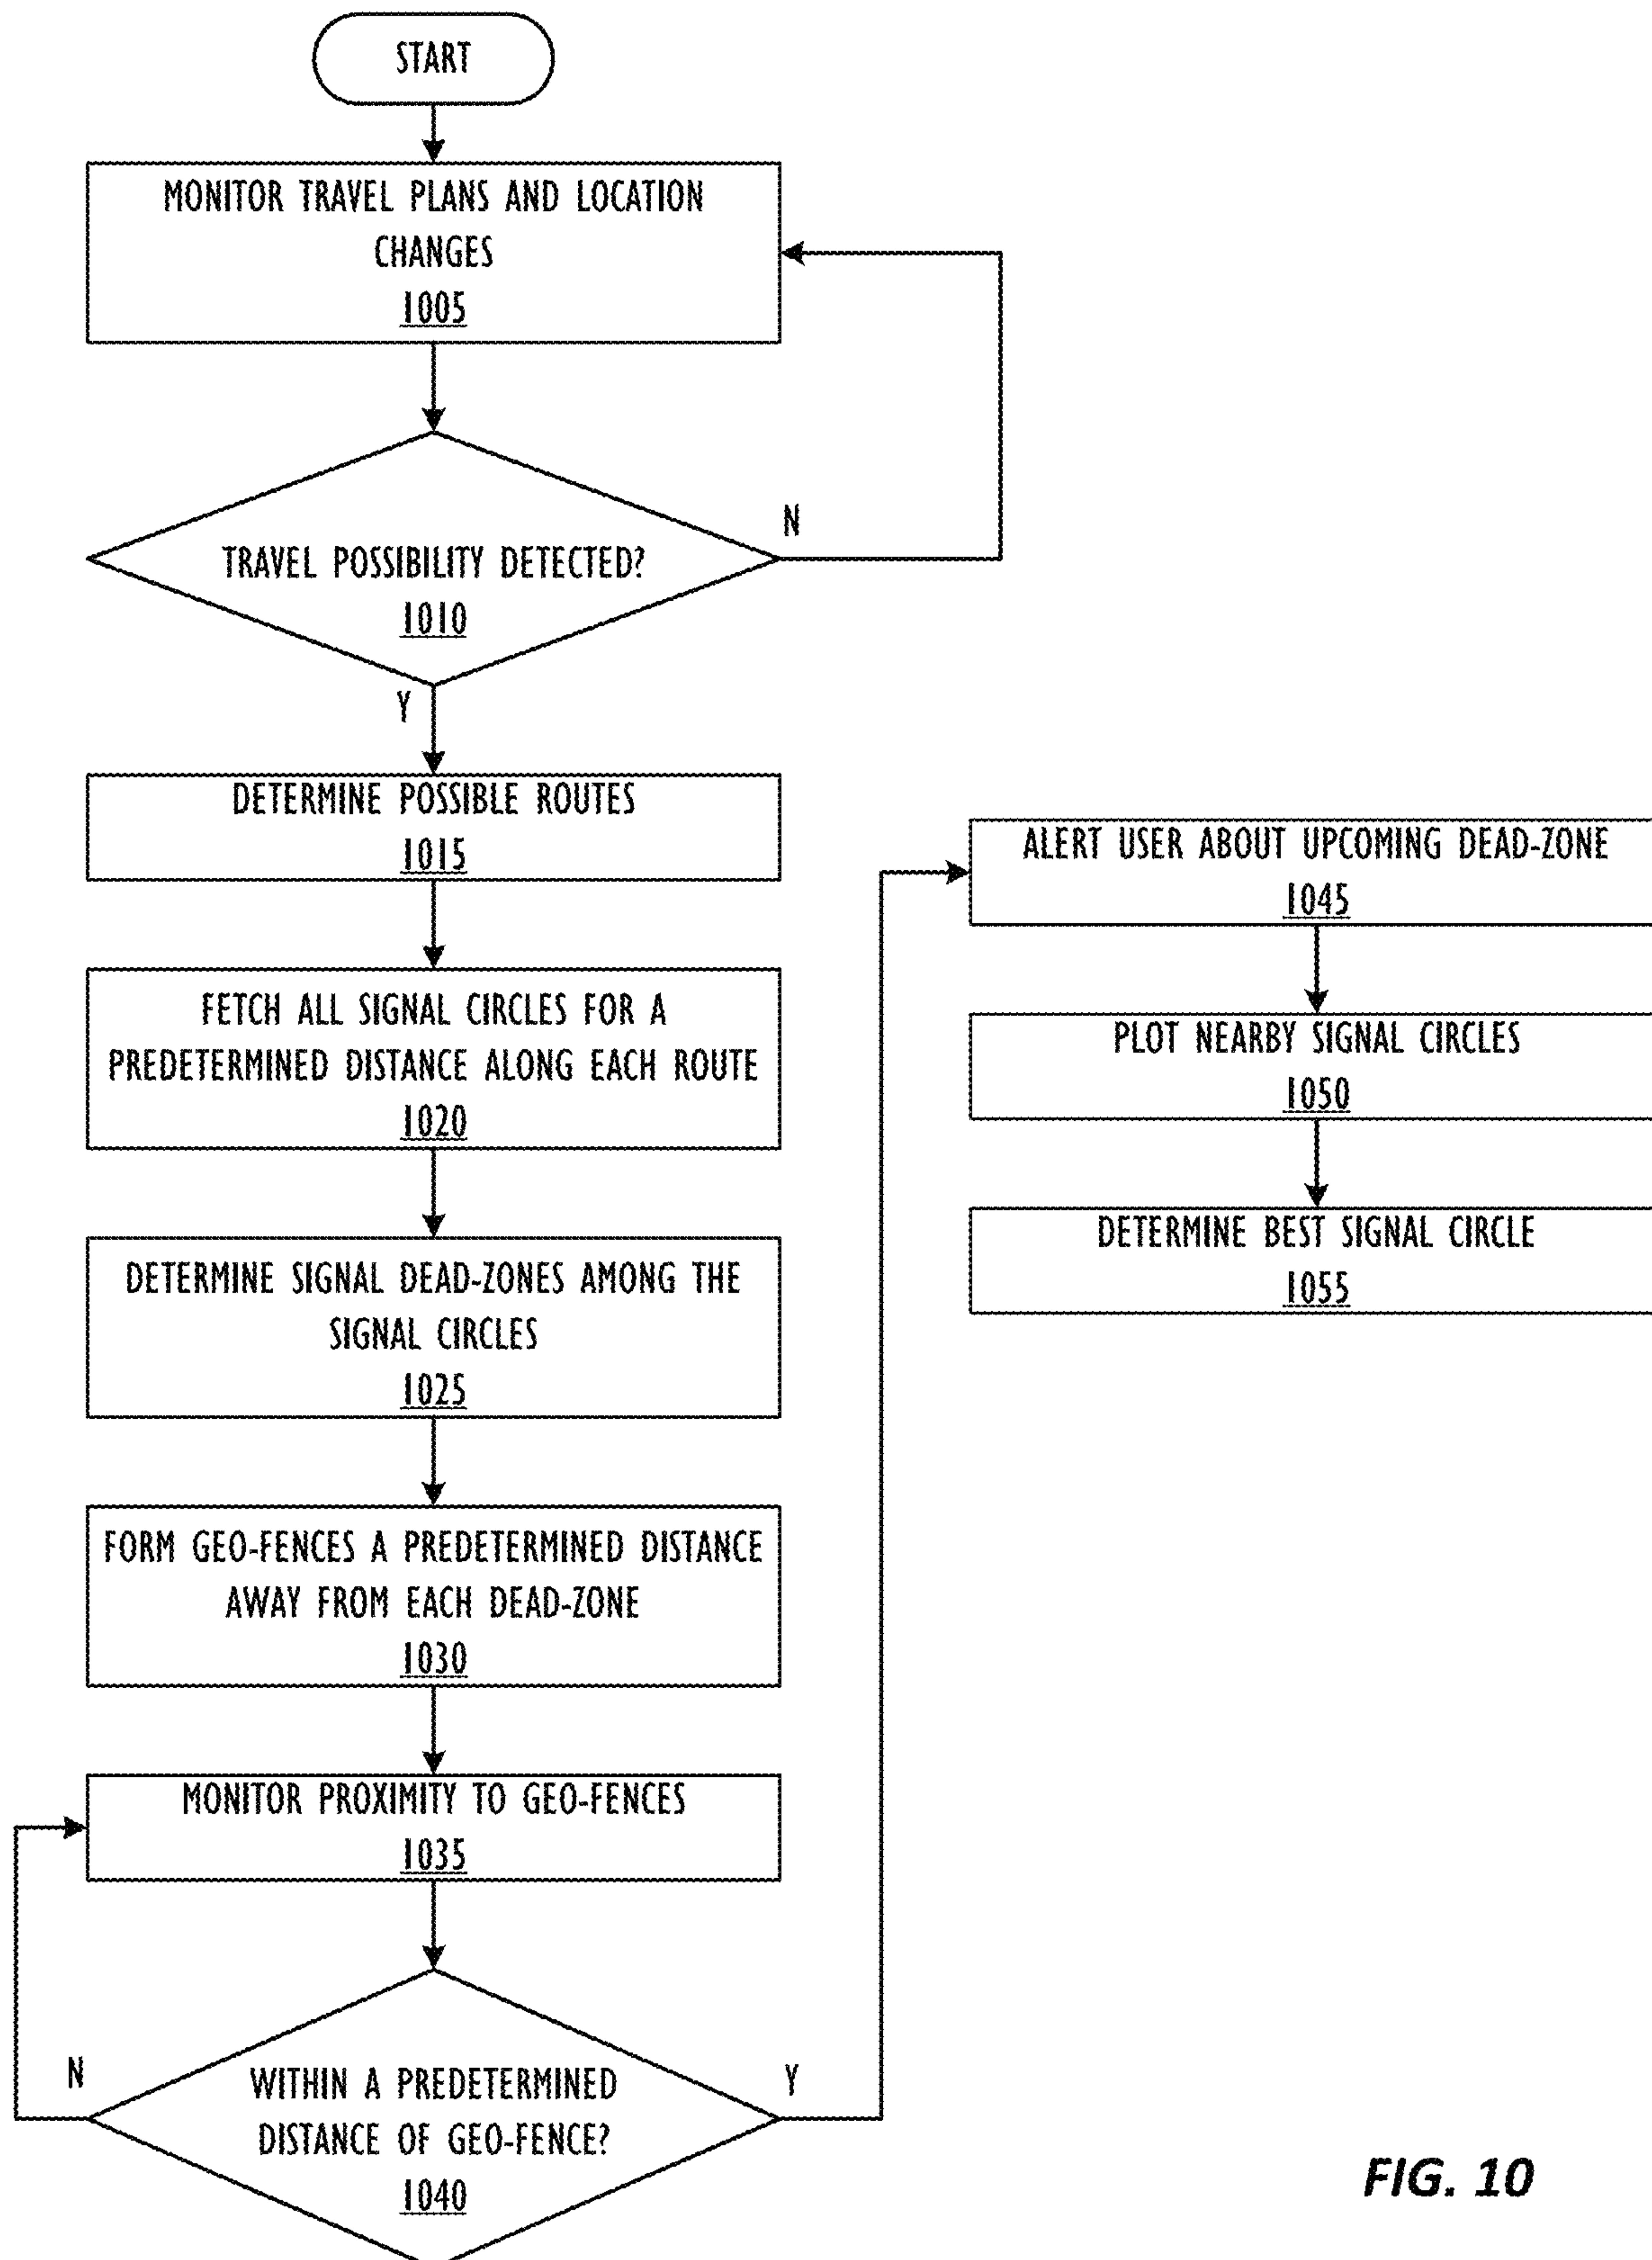 START
MONITOR TRAVEL PLANS AND LOCATION
CHANGES
1005
N
TRAVEL POSSIBILITY DETECTED?
1010
Y
DETERMINE POSSIBLE ROUTES
1015
FETCH ALL SIGNAL CIRCLES FOR A
PREDETERMINED DISTANCE ALONG EACH ROUTE
1020
DETERMINE SIGNAL DEAD-ZONES AMONG THE
SIGNAL CIRCLES
1025
FORM GEO-FENCES A PREDETERMINED DISTANCE
AWAY FROM EACH DEAD-ZONE
1030
MONITOR PROXIMITY TO GEO-FENCES
1035
N
WITHIN A PREDETERMINED
DISTANCE OF GEO-FENCE?
1040
Y
ALERT USER ABOUT UPCOMING DEAD-ZONE
1045
PLOT NEARBY SIGNAL CIRCLES
1050
DETERMINE BEST SIGNAL CIRCLE
1055
FIG. 10